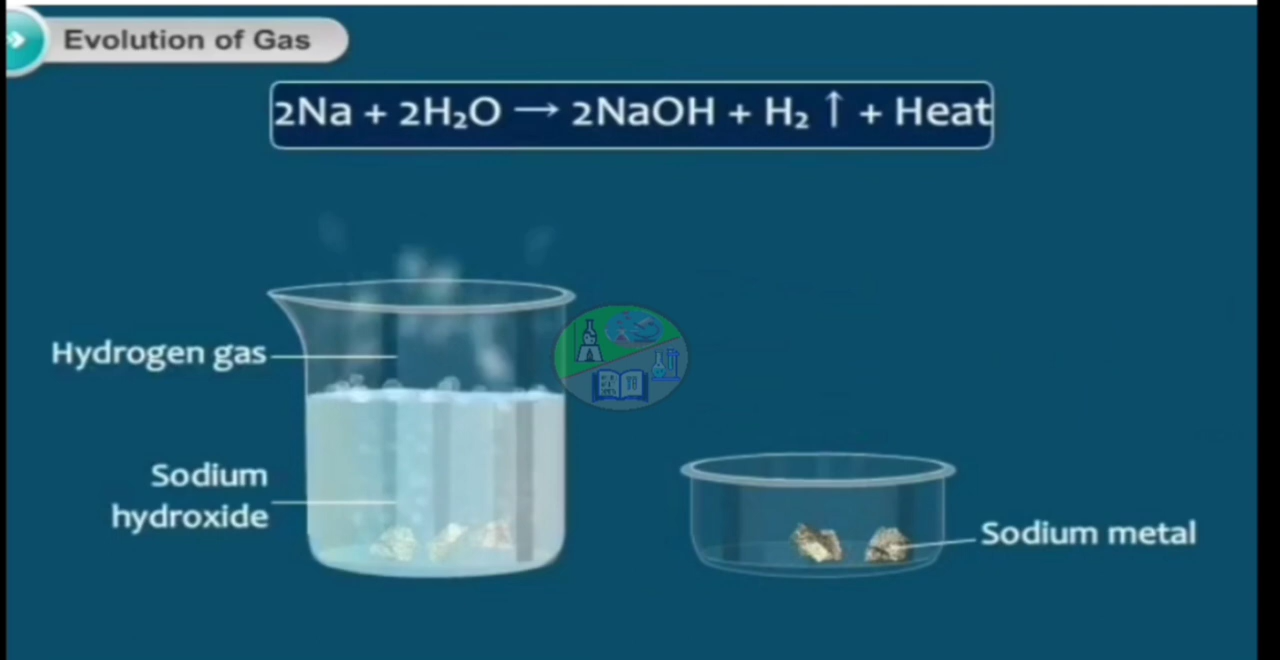 Evolution of Gas
2Na + 2H₂O → 2NaOH + H₂ ↑ + Heat
Hydrogen gas
Sodium
hydroxide
Sodium metal